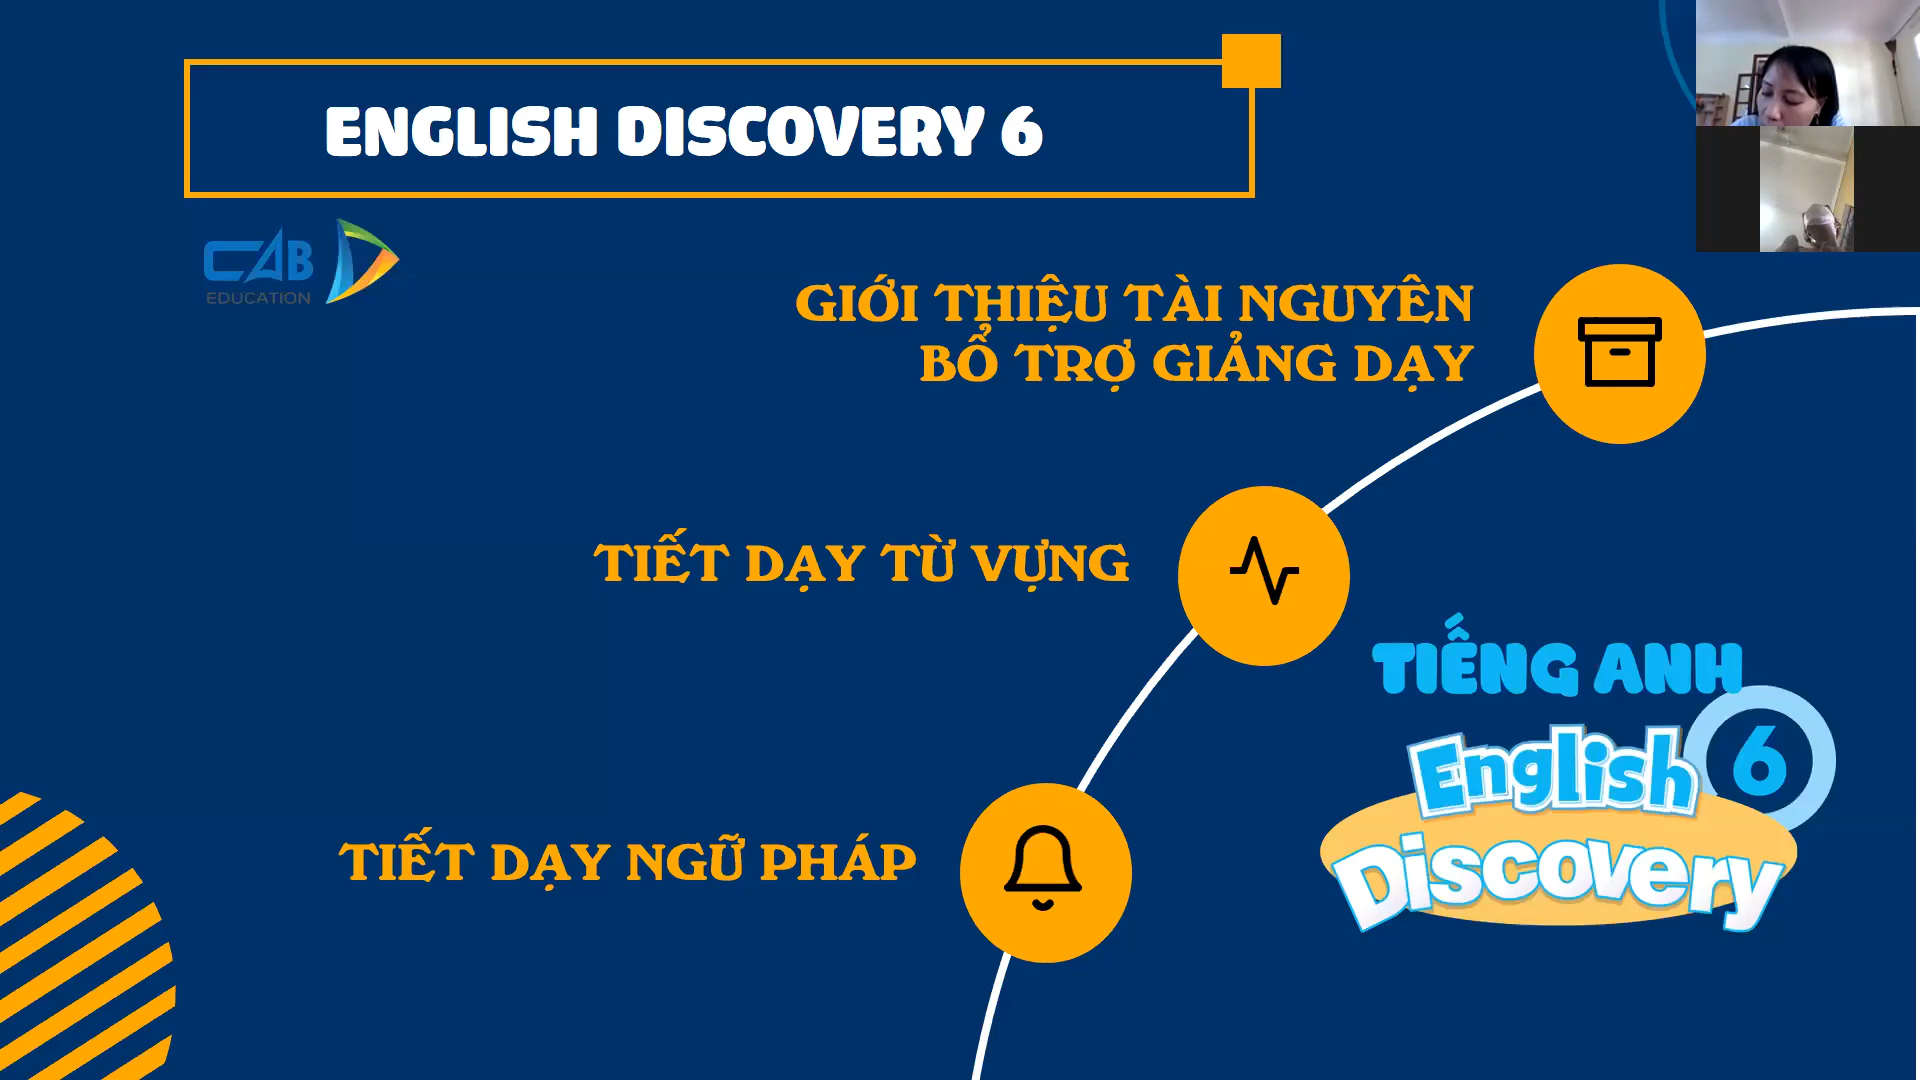 ENGLISH DISCOVERY 6
CAB
EDUCATION
GIỚI THIỆU TÀI NGUYÊN
BỔ TRỢ GIẢNG DẠY
TIẾT DẠY TỪ VỰNG
TIẾT DẠY NGỮ PHÁP
TIẾNG ANH
6
English
Discovery